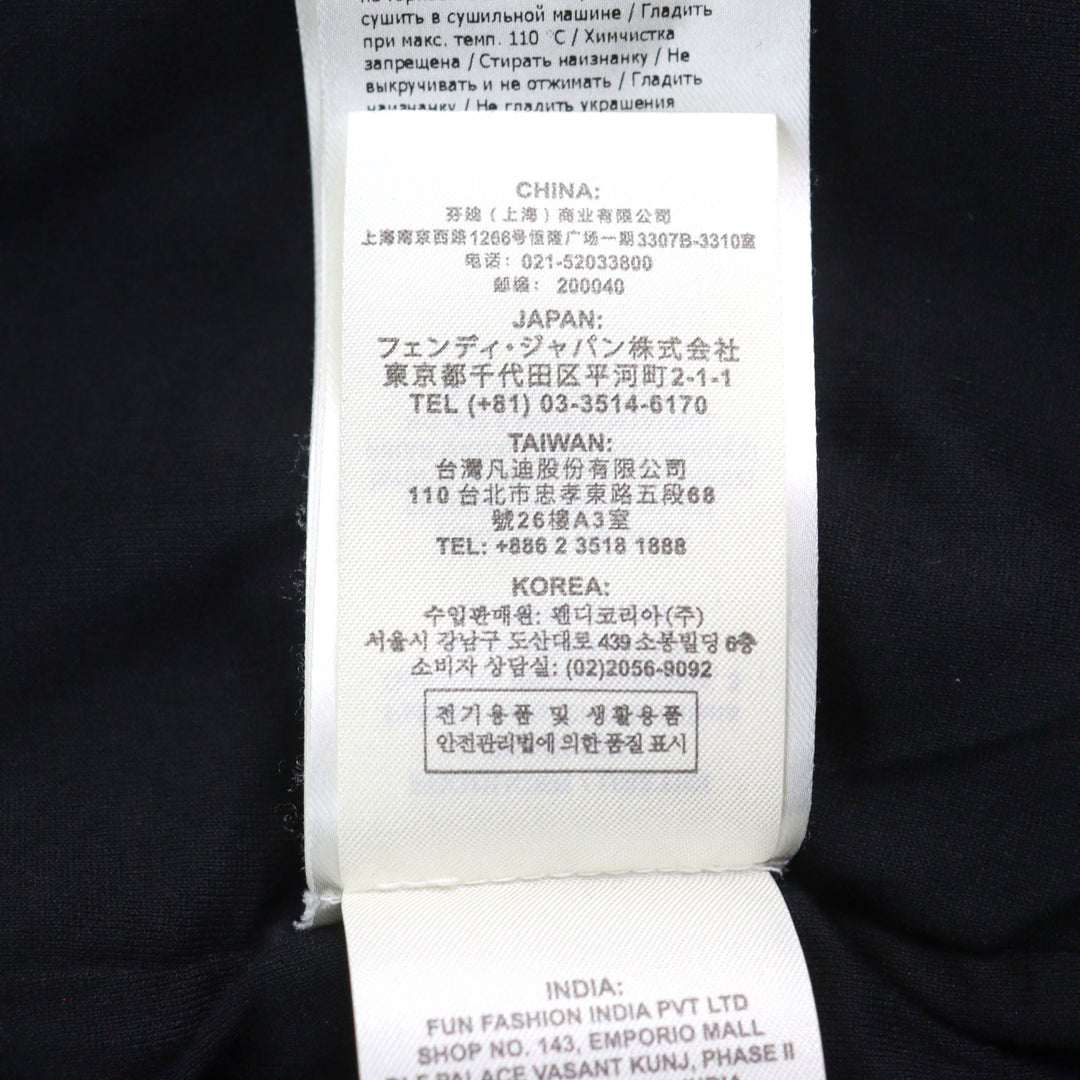 сушить в сушильной машине / Гладить
при макс. темп. 110 °C / Химчистка
запрещена / Стирать наизнанку / Не
выкручивать и не отжимать / Гладить
наизнанку / Не гладить украшения
CHINA:
芬迪（上海）商业有限公司
上海南京西路1266号恒隆广场一期3307B-3310室
电话： 021-52033800
邮编： 200040
JAPAN:
フェンディ・ジャパン株式会社
東京都千代田区平河町2-1-1
TEL (+81) 03-3514-6170
TAIWAN:
台灣凡迪股份有限公司
110 台北市忠孝東路五段68
號26樓A3室
TEL: +886 2 3518 1888
KOREA:
수입판매원: 펜디코리아(주)
서울시 강남구 도산대로 439 소봉빌딩 6층
소비자 상담실: (02)2056-9092
전기용품 및 생활용품
안전관리법에 의한 품질 표시
INDIA:
FUN FASHION INDIA PVT LTD
SHOP NO. 143, EMPORIO MALL
PALACE VASANT KUNJ, PHASE II
INDIA